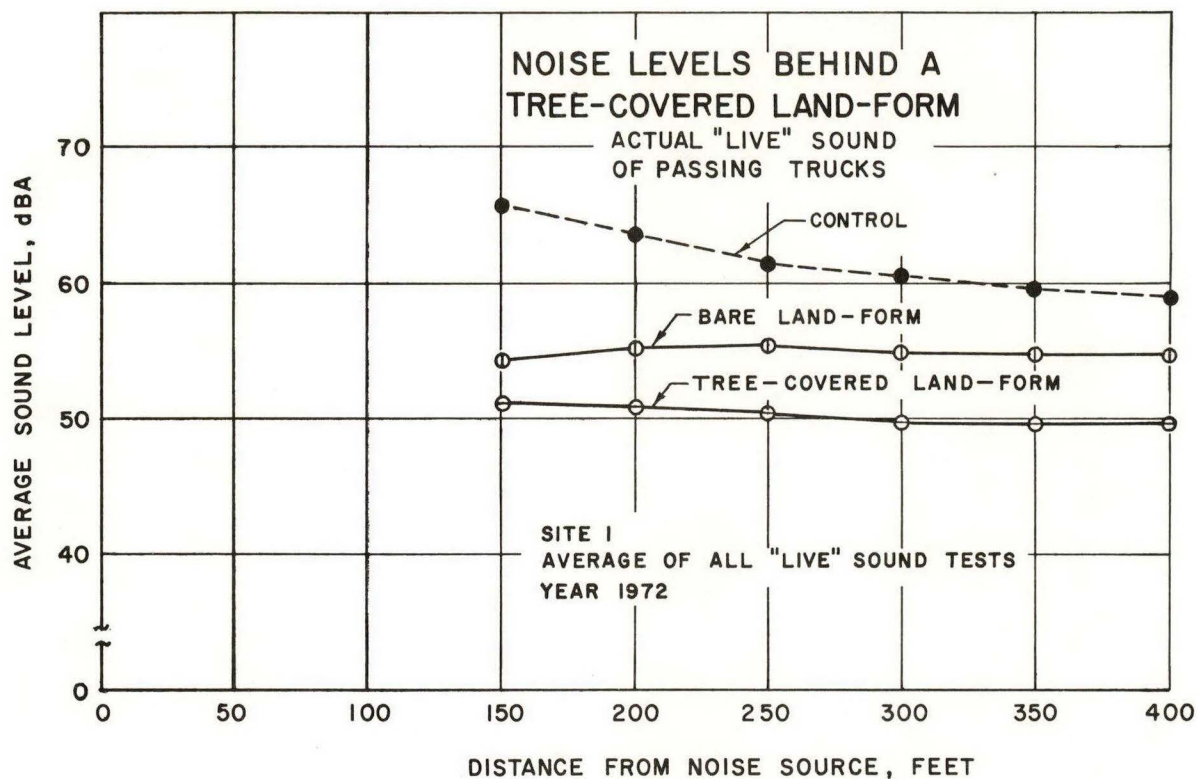 NOISE LEVELS BEHIND A
TREE-COVERED LAND-FORM
ACTUAL "LIVE" SOUND
OF PASSING TRUCKS
CONTROL
BARE LAND-FORM
TREE-COVERED LAND-FORM
SITE I
AVERAGE OF ALL "LIVE" SOUND TESTS
YEAR 1972
AVERAGE SOUND LEVEL, dBA
70
60
50
40
0
0 50 100 150 200 250 300 350 400
DISTANCE FROM NOISE SOURCE, FEET